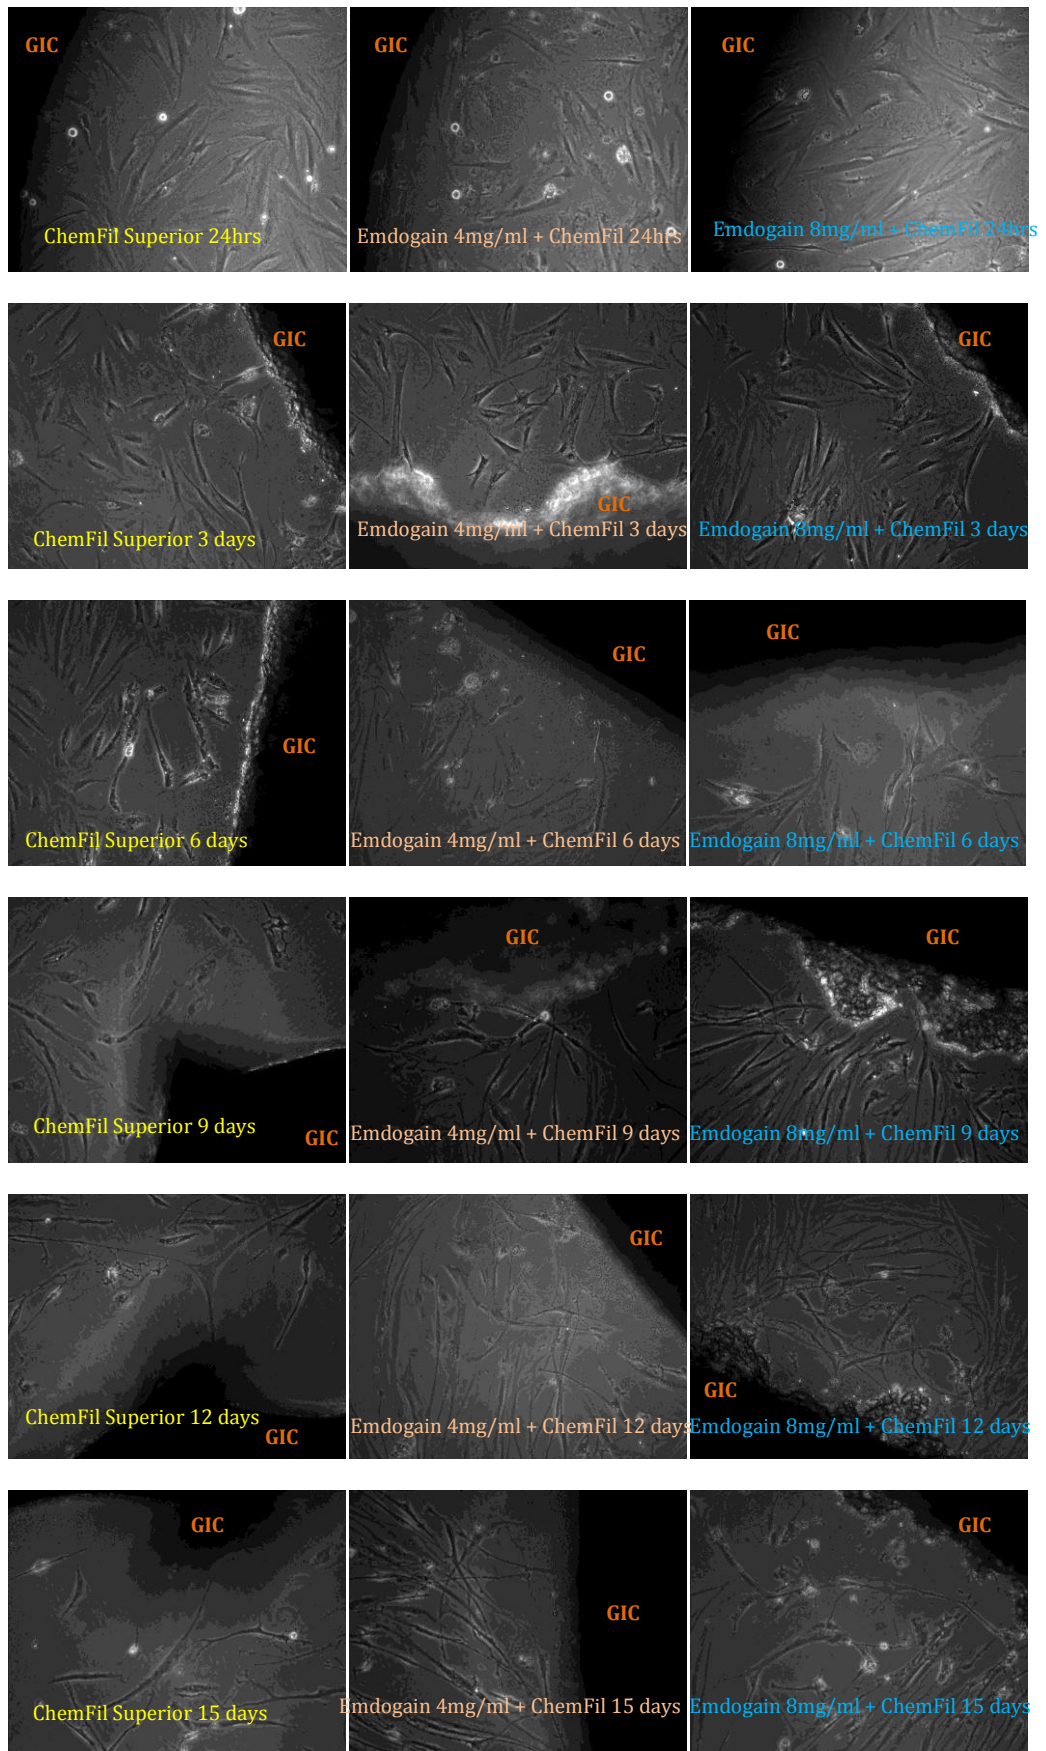 GIC
GIC
GIC
ChemFil Superior 24hrs
Emdogain 4mg/ml + ChemFil 24hrs
Emdogain 8mg/ml + ChemFil 24hrs
GIC
GIC
GIC
ChemFil Superior 3 days
Emdogain 4mg/ml + ChemFil 3 days
Emdogain 8mg/ml + ChemFil 3 days
GIC
GIC
GIC
ChemFil Superior 6 days
Emdogain 4mg/ml + ChemFil 6 days
Emdogain 8mg/ml + ChemFil 6 days
GIC
GIC
GIC
ChemFil Superior 9 days
Emdogain 4mg/ml + ChemFil 9 days
Emdogain 8mg/ml + ChemFil 9 days
GIC
GIC
GIC
ChemFil Superior 12 days
Emdogain 4mg/ml + ChemFil 12 days
Emdogain 8mg/ml + ChemFil 12 days
GIC
GIC
GIC
ChemFil Superior 15 days
Emdogain 4mg/ml + ChemFil 15 days
Emdogain 8mg/ml + ChemFil 15 days